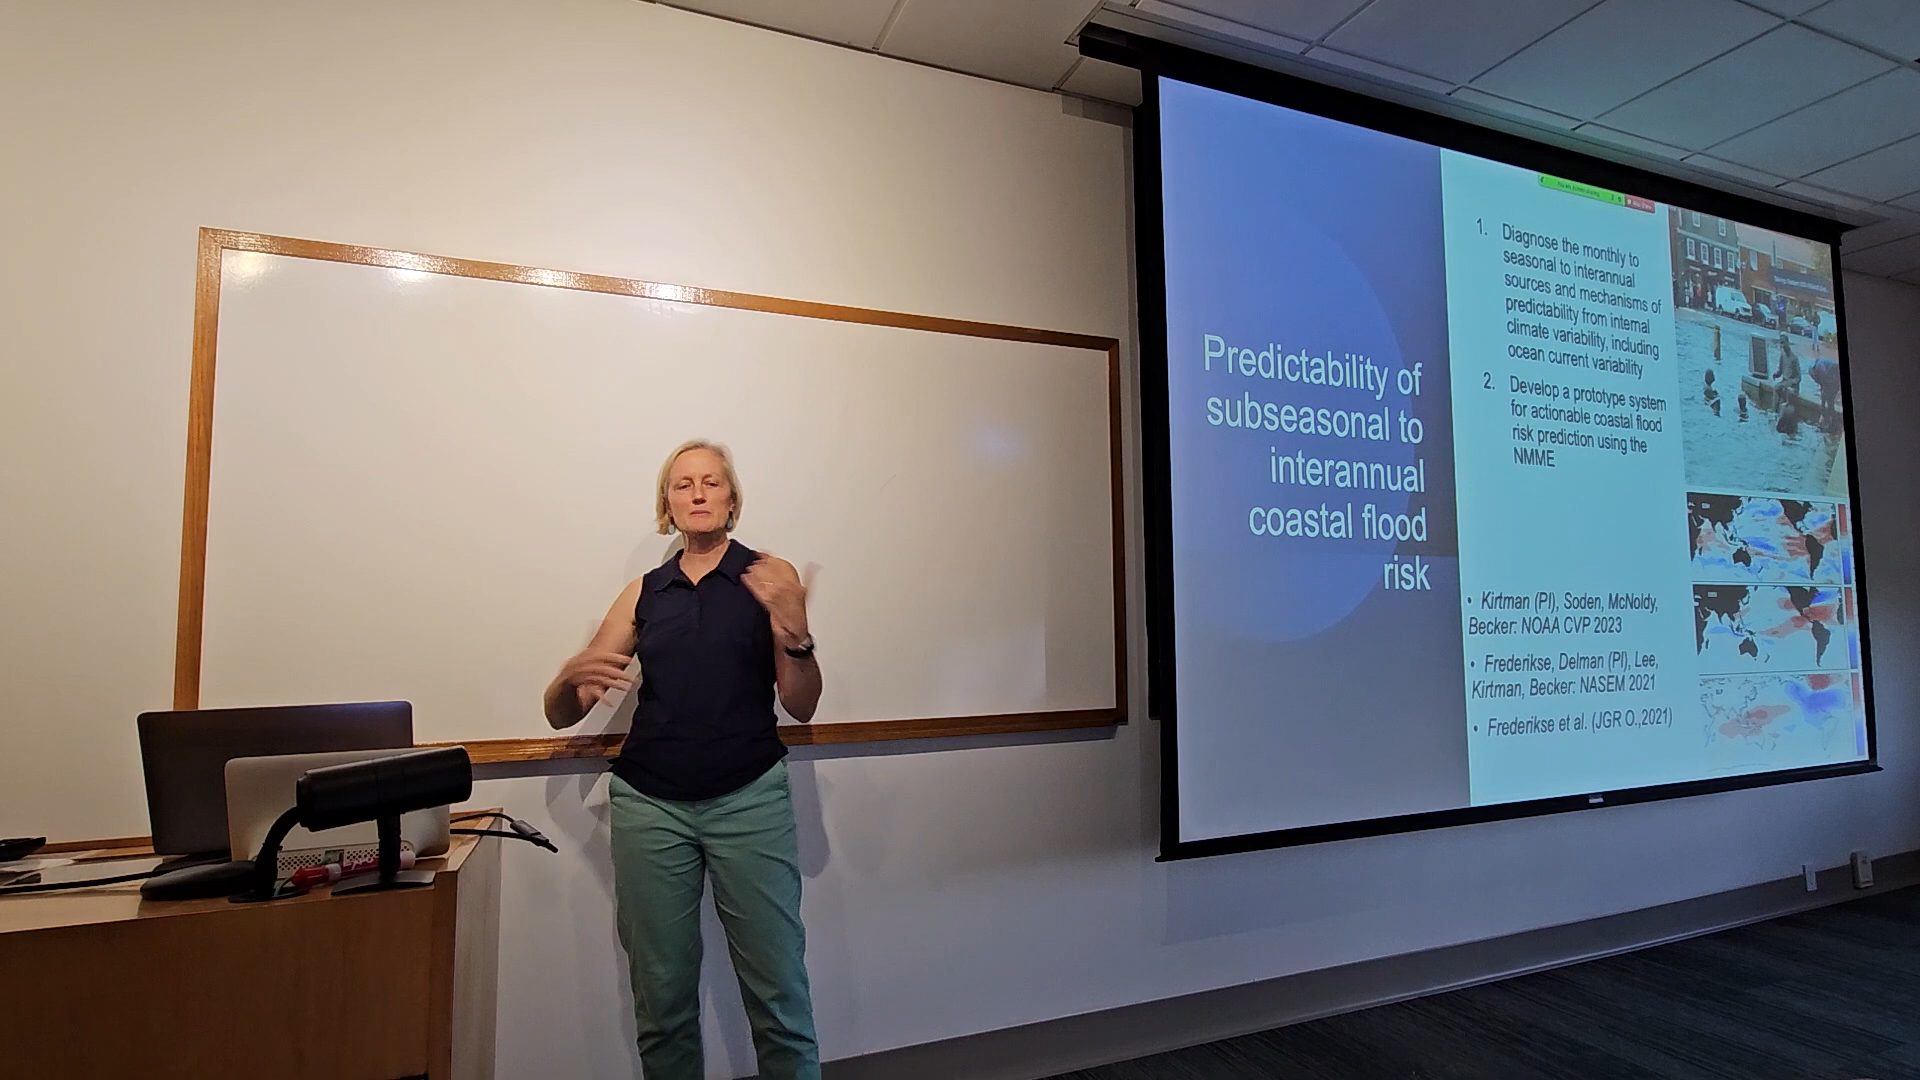 Predictability of
subseasonal to
interannual
coastal flood
risk
1. Diagnose the monthly to
seasonal to interannual
sources and mechanisms of
predictability from internal
climate variability, including
ocean current variability
2. Develop a prototype system
for actionable coastal flood
risk prediction using the
NMME
• Kirtman (PI), Soden, McNoldy,
Becker: NOAA CVP 2023
• Frederikse, Delman (PI), Lee,
Kirtman, Becker: NASEM 2021
• Frederikse et al. (JGR O.,2021)